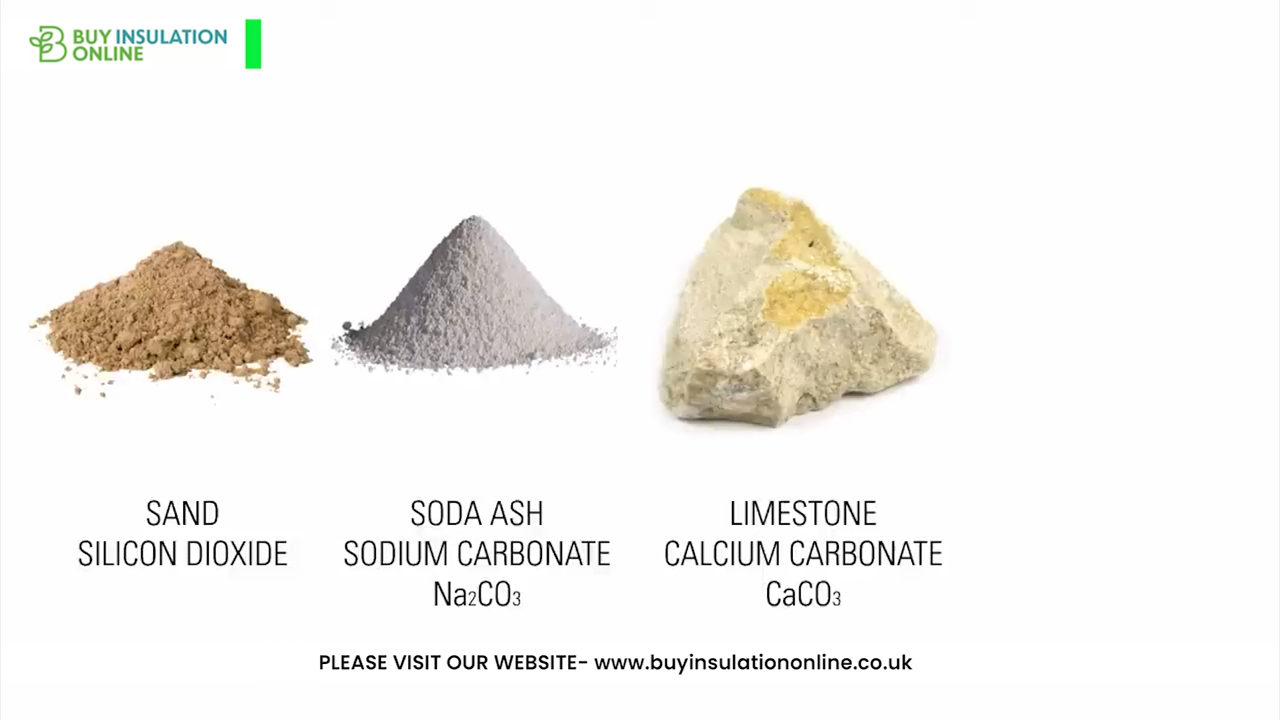 BUY INSULATION
ONLINE
SAND
SILICON DIOXIDE
SODA ASH
SODIUM CARBONATE
Na₂CO₃
LIMESTONE
CALCIUM CARBONATE
CaCO₃
PLEASE VISIT OUR WEBSITE- www.buyinsulationonline.co.uk